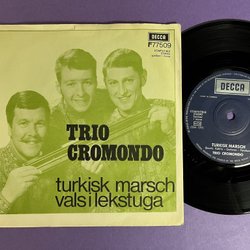 DECCA
F77509
TRIO
CROMONDO
turkisk marsch
vals i lekstuga
DECCA
TURKISK MARSCH
TRIO CROMONDO